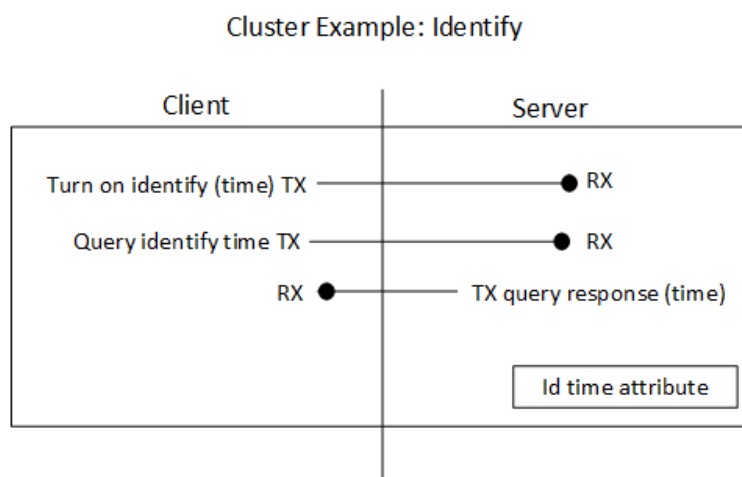 Cluster Example: Identify
Client
Server
Turn on identify (time) TX
RX
Query identify time TX
RX
RX
TX query response (time)
Id time attribute